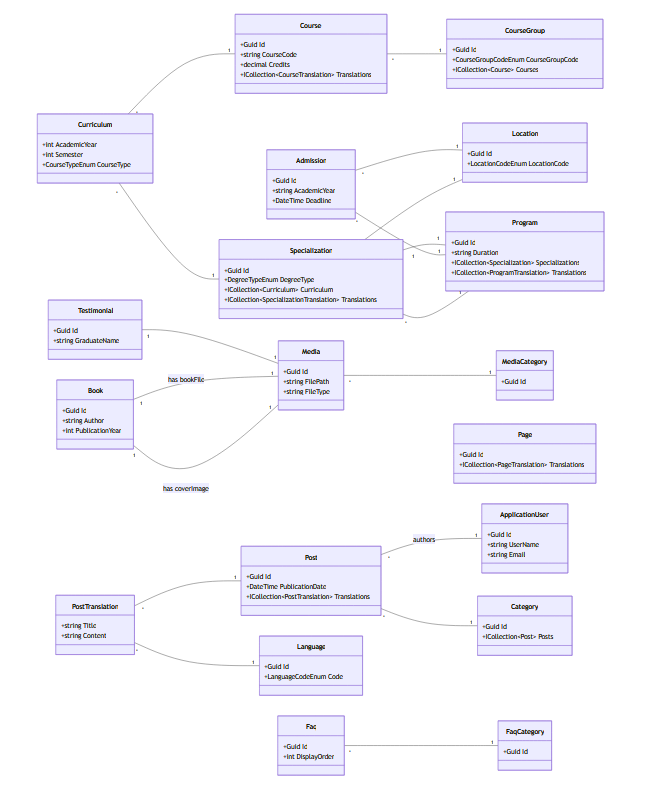 Course
+Guid Id
+string CourseCode
+decimal Credits
+ICollection<CourseTranslation> Translations
1
*
1
CourseGroup
+Guid Id
+CourseGroupCodeEnum CourseGroupCode
+ICollection<Course> Courses
*
Curriculum
+int AcademicYear
+int Semester
+CourseTypeEnum CourseType
*
Location
+Guid Id
+LocationCodeEnum LocationCode
1
1
Admission
+Guid Id
+string AcademicYear
+DateTime Deadline
*
*
Program
+Guid Id
+string Duration
+ICollection<Specialization> Specializations
+ICollection<ProgramTranslation> Translations
1
1
1
Specialization
+Guid Id
+DegreeTypeEnum DegreeType
+ICollection<Curriculum> Curriculum
+ICollection<SpecializationTranslation> Translations
1
1
*
Testimonial
+Guid Id
+string GraduateName
1
Media
+Guid Id
+string FilePath
+string FileType
1
1
1
*
1
MediaCategory
+Guid Id
has bookFile
Book
+Guid Id
+string Author
+int PublicationYear
1
1
has coverImage
Page
+Guid Id
+ICollection<PageTranslation> Translations
ApplicationUser
+Guid Id
+string UserName
+string Email
authors
1
*
Post
+Guid Id
+DateTime PublicationDate
+ICollection<PostTranslation> Translations
1
*
Category
+Guid Id
+ICollection<Post> Posts
1
PostTranslation
+string Title
+string Content
*
*
Language
+Guid Id
+LanguageCodeEnum Code
1
Faq
+Guid Id
+int DisplayOrder
*
1
FaqCategory
+Guid Id